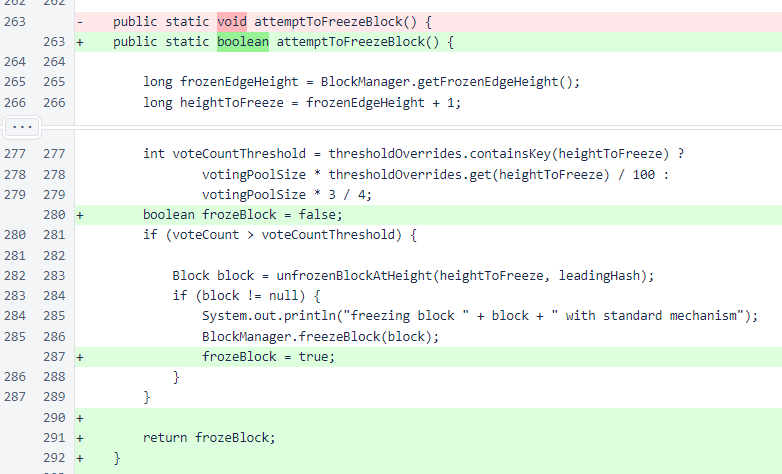 262 262
263 - public static void attemptToFreezeBlock() {
263 + public static boolean attemptToFreezeBlock() {
264 264
265 265 long frozenEdgeHeight = BlockManager.getFrozenEdgeHeight();
266 266 long heightToFreeze = frozenEdgeHeight + 1;
...
277 277 int voteCountThreshold = thresholdOverrides.containsKey(heightToFreeze) ?
278 278 votingPoolSize * thresholdOverrides.get(heightToFreeze) / 100 :
279 279 votingPoolSize * 3 / 4;
280 + boolean frozeBlock = false;
280 281 if (voteCount > voteCountThreshold) {
281 282
282 283 Block block = unfrozenBlockAtHeight(heightToFreeze, leadingHash);
283 284 if (block != null) {
284 285 System.out.println("freezing block " + block + " with standard mechanism");
285 286 BlockManager.freezeBlock(block);
287 + frozeBlock = true;
286 288 }
287 289 }
290 +
291 + return frozeBlock;
292 + }